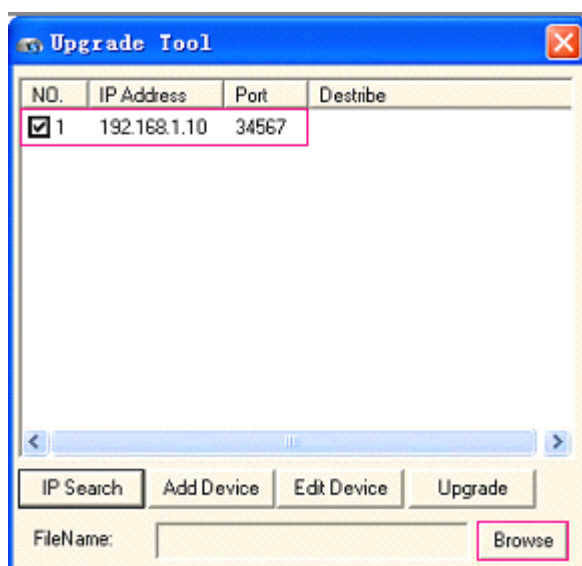 Upgrade Tool
NO. IP Address Port Destribe
1 192.168.1.10 34567
IP Search Add Device Edit Device Upgrade
FileName: Browse